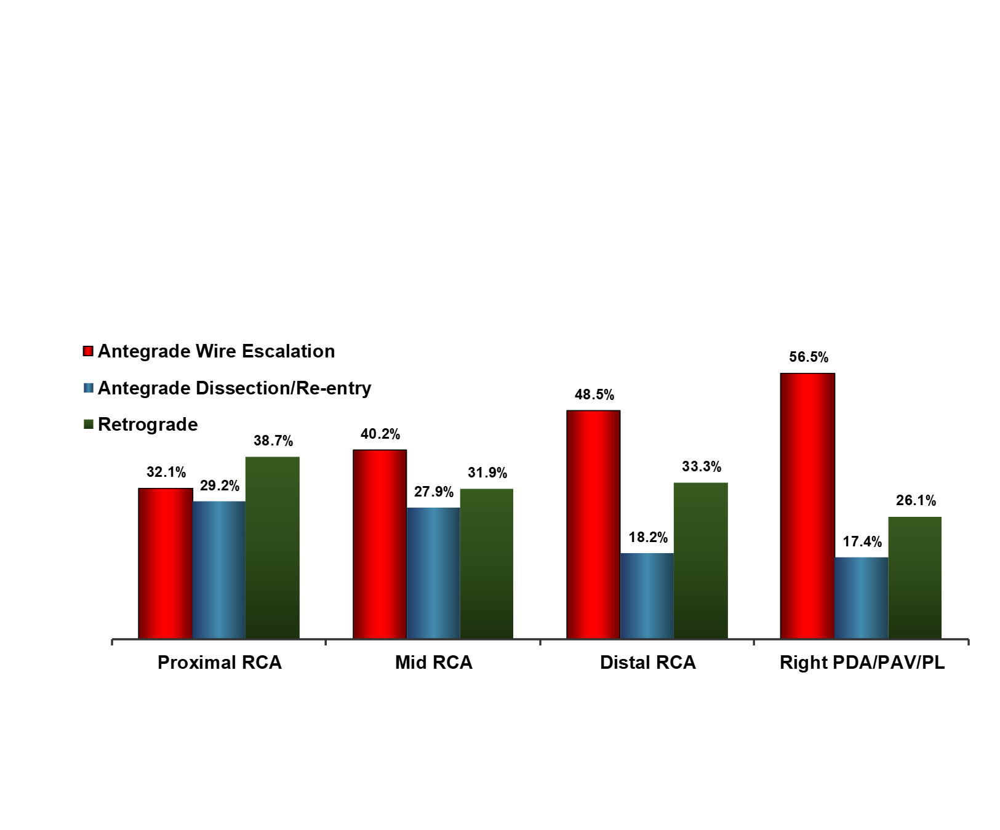 Antegrade Wire Escalation
Antegrade Dissection/Re-entry
Retrograde
32.1%
29.2%
38.7%
40.2%
27.9%
31.9%
48.5%
18.2%
33.3%
56.5%
17.4%
26.1%
Proximal RCA
Mid RCA
Distal RCA
Right PDA/PAV/PL